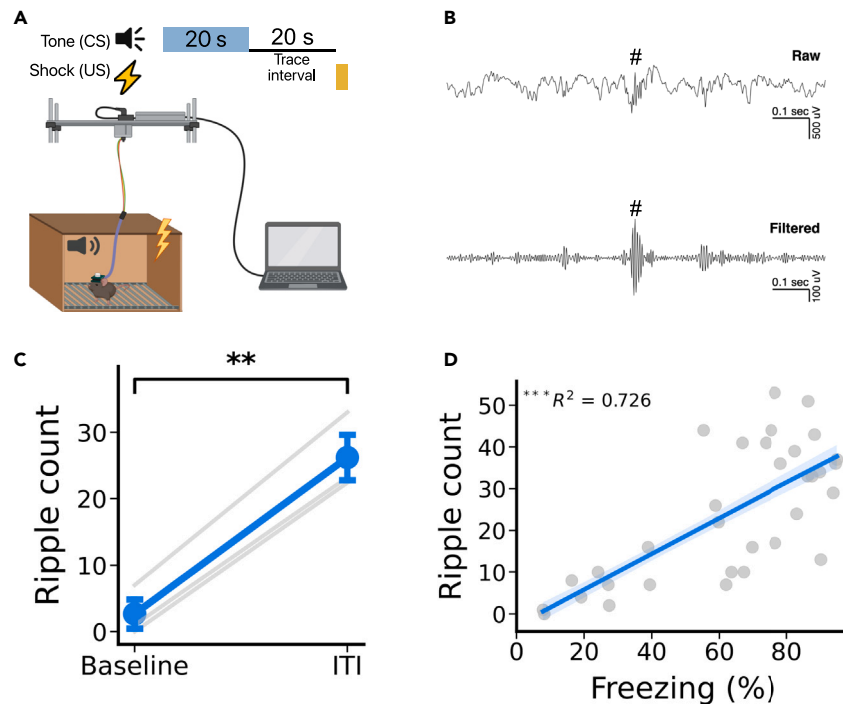 A
Tone (CS)
20 s
20 s
Shock (US)
Trace
interval
B
#
Raw
0.1 sec
500 uV
#
Filtered
0.1 sec
100 uV
C
**
Ripple count
30
20
10
0
Baseline
ITI
D
***R² = 0.726
Ripple count
50
40
30
20
10
0
0
20
40
60
80
Freezing (%)